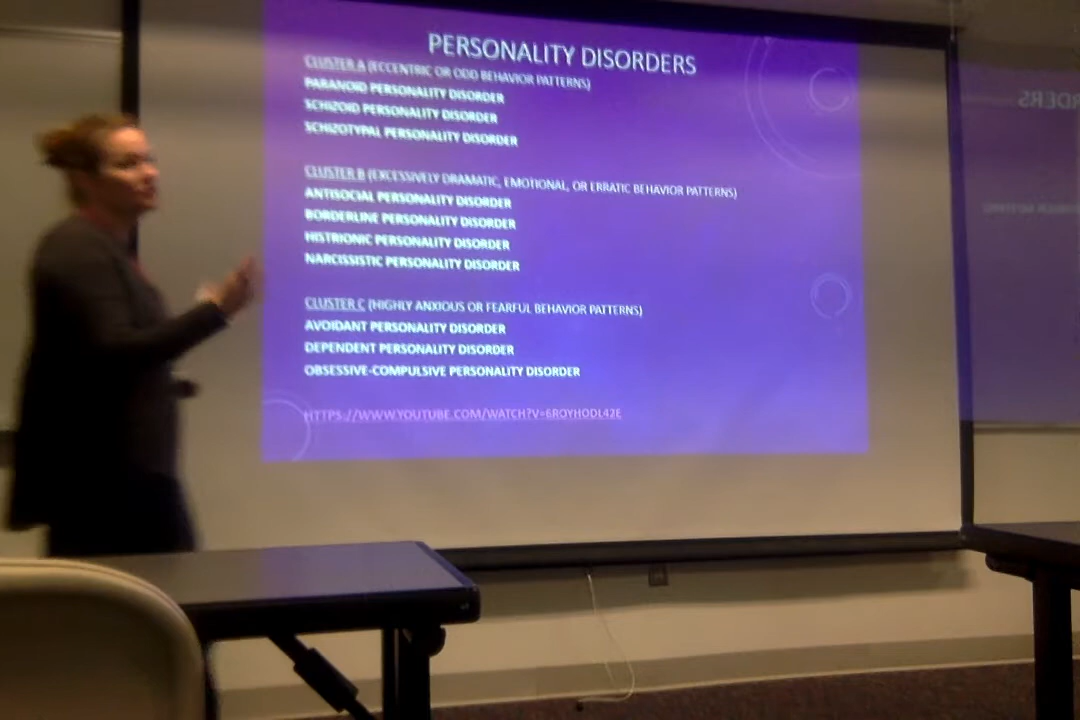 PERSONALITY DISORDERS
CLUSTER A (ECCENTRIC OR ODD BEHAVIOR PATTERNS)
PARANOID PERSONALITY DISORDER
SCHIZOID PERSONALITY DISORDER
SCHIZOTYPAL PERSONALITY DISORDER
CLUSTER B (EXCESSIVELY DRAMATIC, EMOTIONAL, OR ERRATIC BEHAVIOR PATTERNS)
ANTISOCIAL PERSONALITY DISORDER
BORDERLINE PERSONALITY DISORDER
HISTRIONIC PERSONALITY DISORDER
NARCISSISTIC PERSONALITY DISORDER
CLUSTER C (HIGHLY ANXIOUS OR FEARFUL BEHAVIOR PATTERNS)
AVOIDANT PERSONALITY DISORDER
DEPENDENT PERSONALITY DISORDER
OBSESSIVE-COMPULSIVE PERSONALITY DISORDER
HTTPS://WWW.YOUTUBE.COM/WATCH?V=6ROYHODL42E